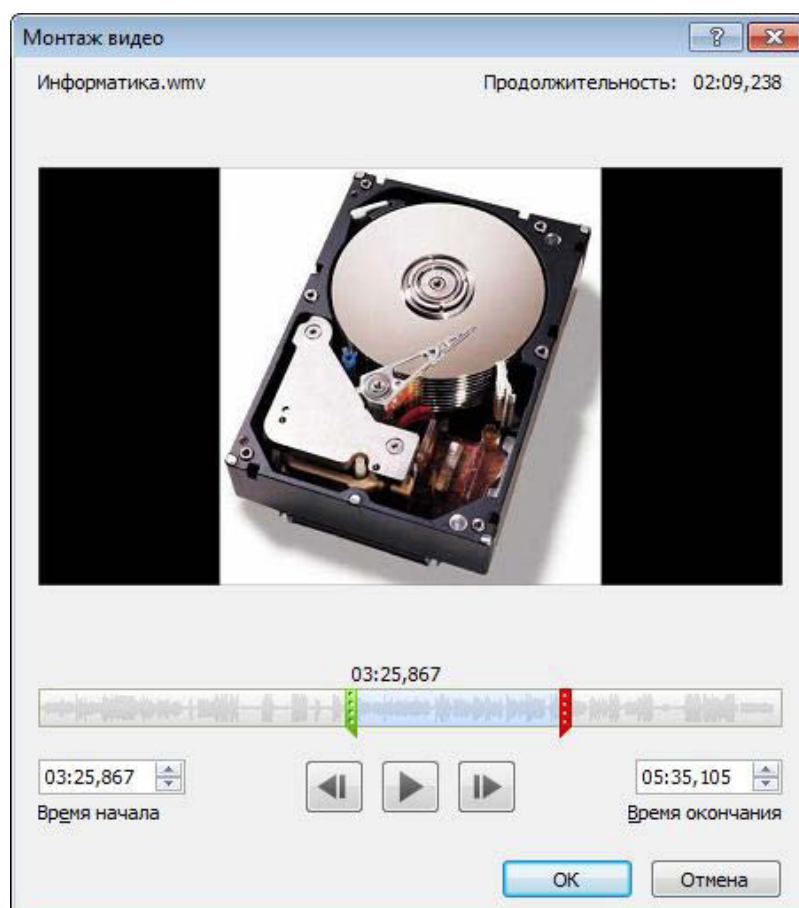 Монтаж видео
Информатика.wmv Продолжительность: 02:09,238
03:25,867
03:25,867 05:35,105
Время начала Время окончания
ОК Отмена